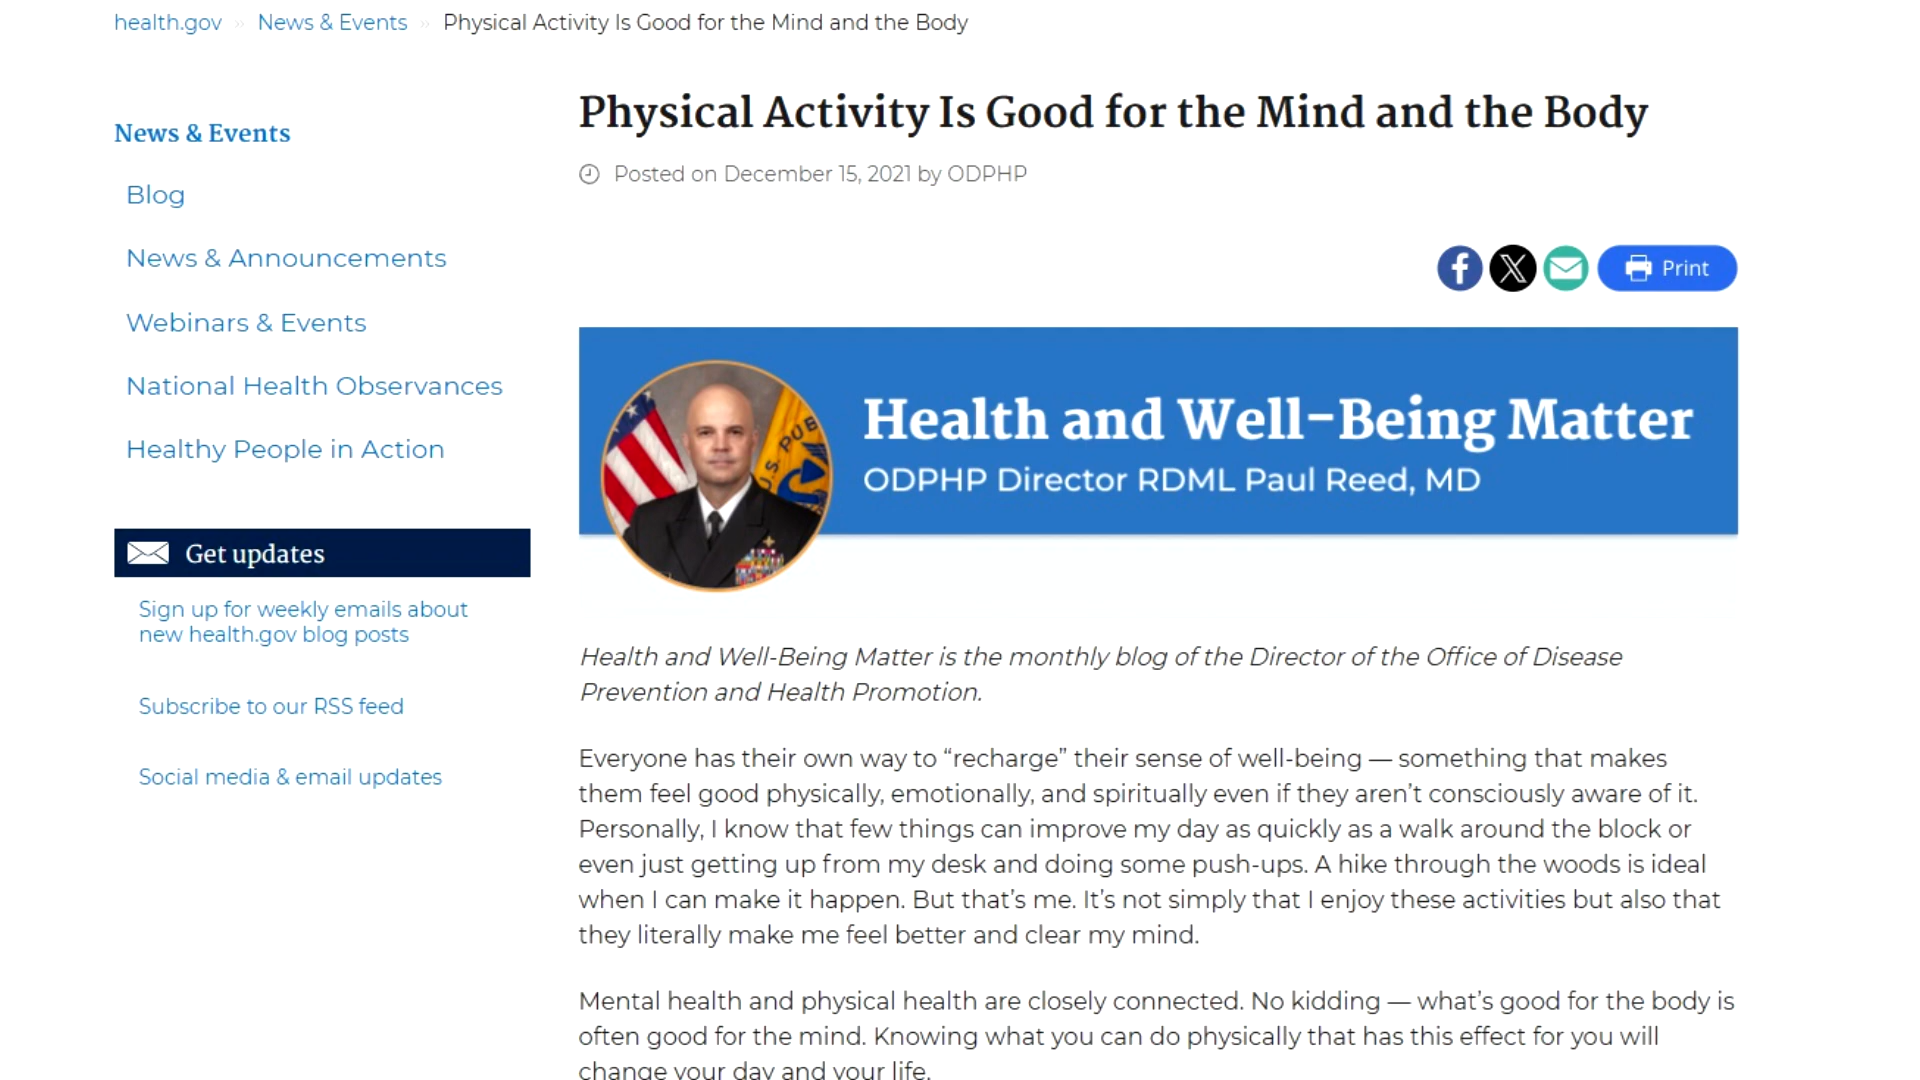 health.gov » News & Events » Physical Activity Is Good for the Mind and the Body
News & Events
Blog
News & Announcements
Webinars & Events
National Health Observances
Healthy People in Action
Get updates
Sign up for weekly emails about
new health.gov blog posts
Subscribe to our RSS feed
Social media & email updates
Physical Activity Is Good for the Mind and the Body
Posted on December 15, 2021 by ODPHP
Print
U.S. PUB
Health and Well-Being Matter
ODPHP Director RDML Paul Reed, MD
Health and Well-Being Matter is the monthly blog of the Director of the Office of Disease
Prevention and Health Promotion.
Everyone has their own way to “recharge” their sense of well-being — something that makes
them feel good physically, emotionally, and spiritually even if they aren’t consciously aware of it.
Personally, I know that few things can improve my day as quickly as a walk around the block or
even just getting up from my desk and doing some push-ups. A hike through the woods is ideal
when I can make it happen. But that’s me. It’s not simply that I enjoy these activities but also that
they literally make me feel better and clear my mind.
Mental health and physical health are closely connected. No kidding — what’s good for the body is
often good for the mind. Knowing what you can do physically that has this effect for you will
change your day and your life.